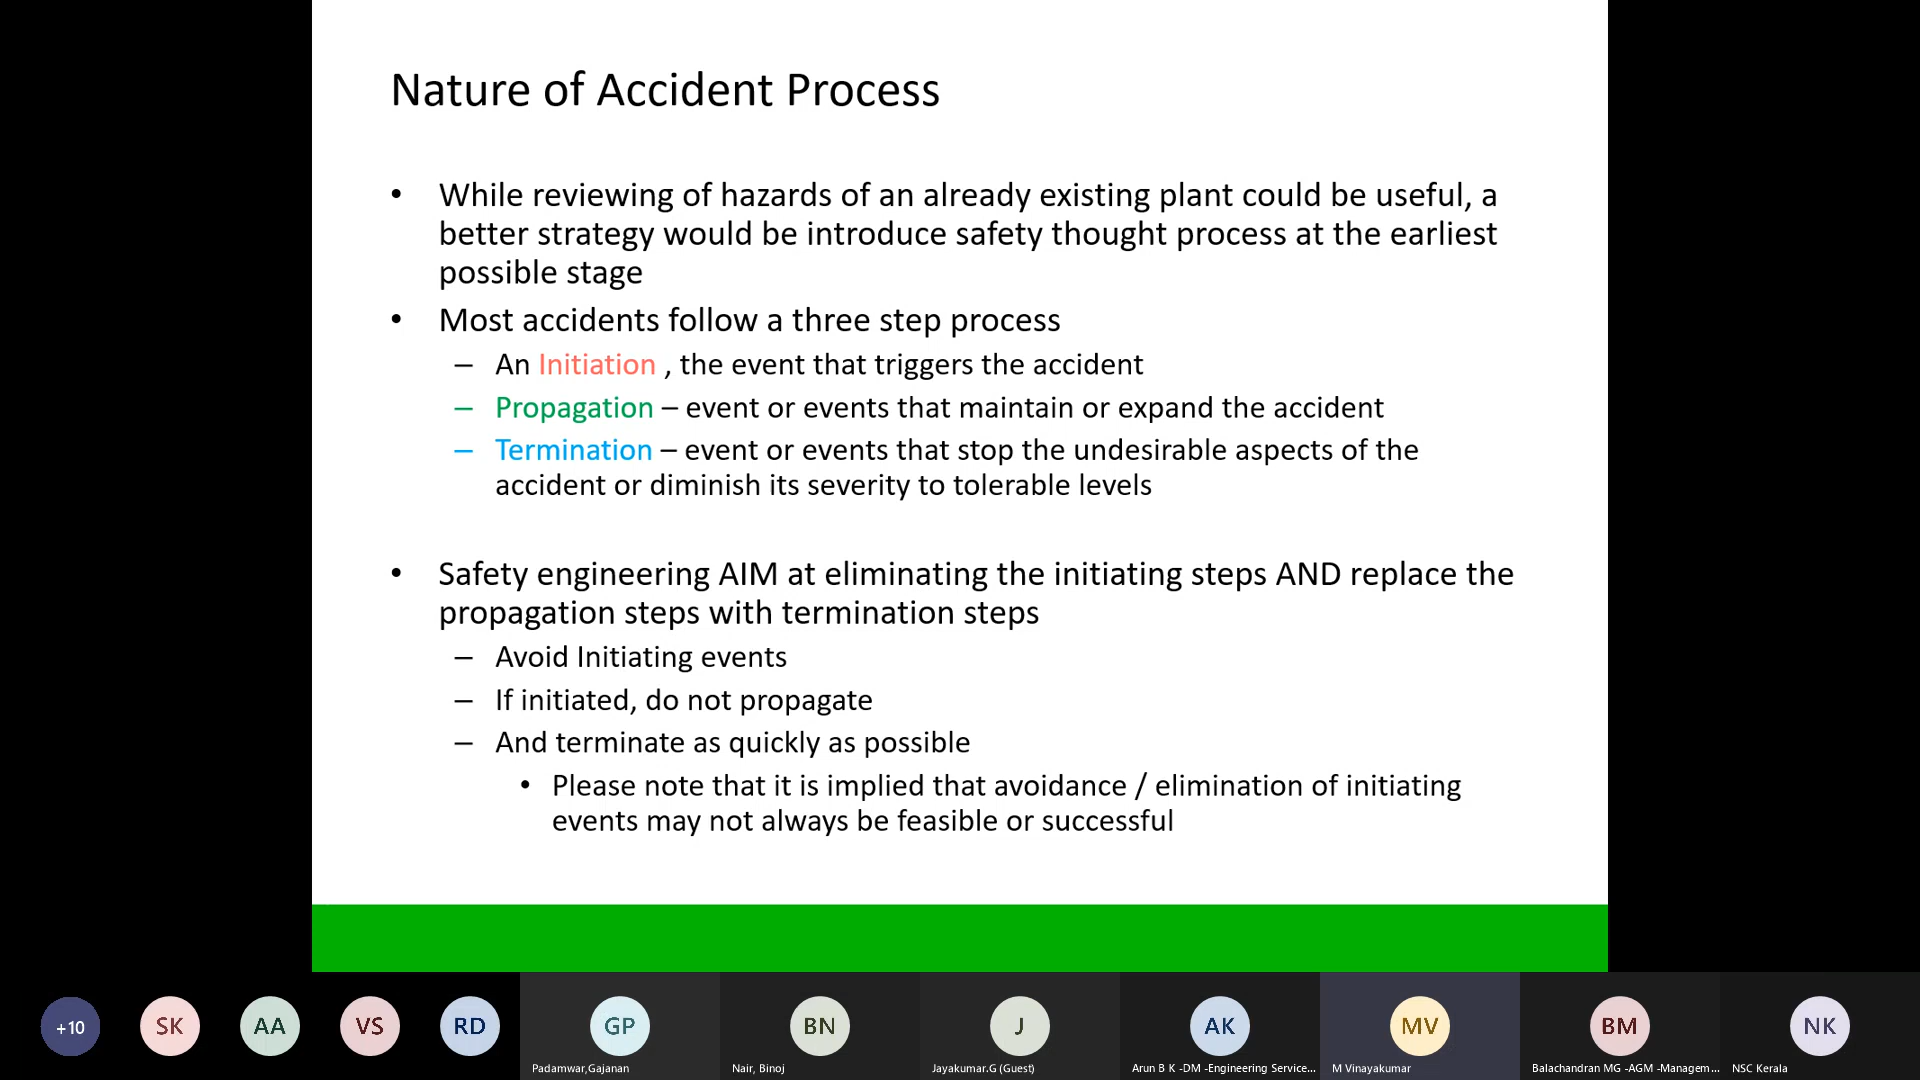 Nature of Accident Process
• While reviewing of hazards of an already existing plant could be useful, a
better strategy would be introduce safety thought process at the earliest
possible stage
• Most accidents follow a three step process
– An Initiation , the event that triggers the accident
– Propagation – event or events that maintain or expand the accident
– Termination – event or events that stop the undesirable aspects of the
accident or diminish its severity to tolerable levels
• Safety engineering AIM at eliminating the initiating steps AND replace the
propagation steps with termination steps
– Avoid Initiating events
– If initiated, do not propagate
– And terminate as quickly as possible
• Please note that it is implied that avoidance / elimination of initiating
events may not always be feasible or successful
+10 SK AA VS RD GP BN J AK MV BM NK
Padamwar,Gajanan Nair, Binoj Jayakumar.G (Guest) Arun B K -DM -Engineering Service... M Vinayakumar Balachandran MG -AGM -Managem... NSC Kerala